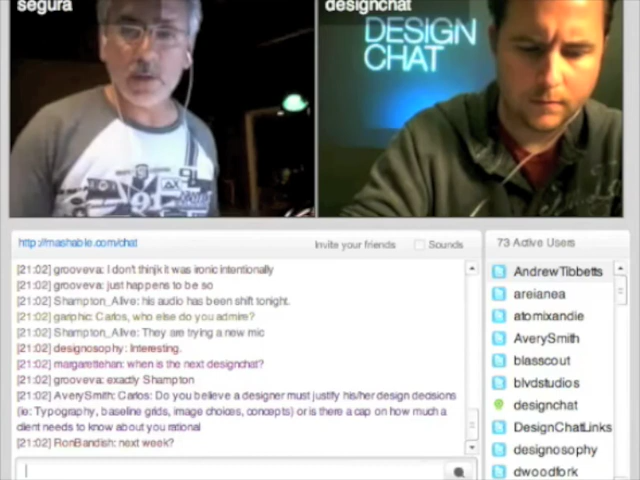 segura
designchat
DESIGN
CHAT
http://mashable.com/chat
Invite your friends
Sounds
73 Active Users
[21:02] grooveva: I don't thinjk it was ironic intentionally
[21:02] grooveva: just happens to be so
[21:02] Shampton_Alive: his audio has been shift tonight.
[21:02] garphic: Carlos, who else do you admire?
[21:02] Shampton_Alive: They are trying a new mic
[21:02] designosophy: Interesting.
[21:02] margarettehan: when is the next designchat?
[21:02] grooveva: exactly Shampton
[21:02] AverySmith: Carlos: Do you believe a designer must justify his/her design decisions
(ie: Typography, baseline grids, image choices, concepts) or is there a cap on how much a
client needs to know about you rational
[21:02] RonBandish: next week?
AndrewTibbetts
areianea
atomixandie
AverySmith
blasscout
blvdstudios
designchat
DesignChatLinks
designosophy
dwoodfork